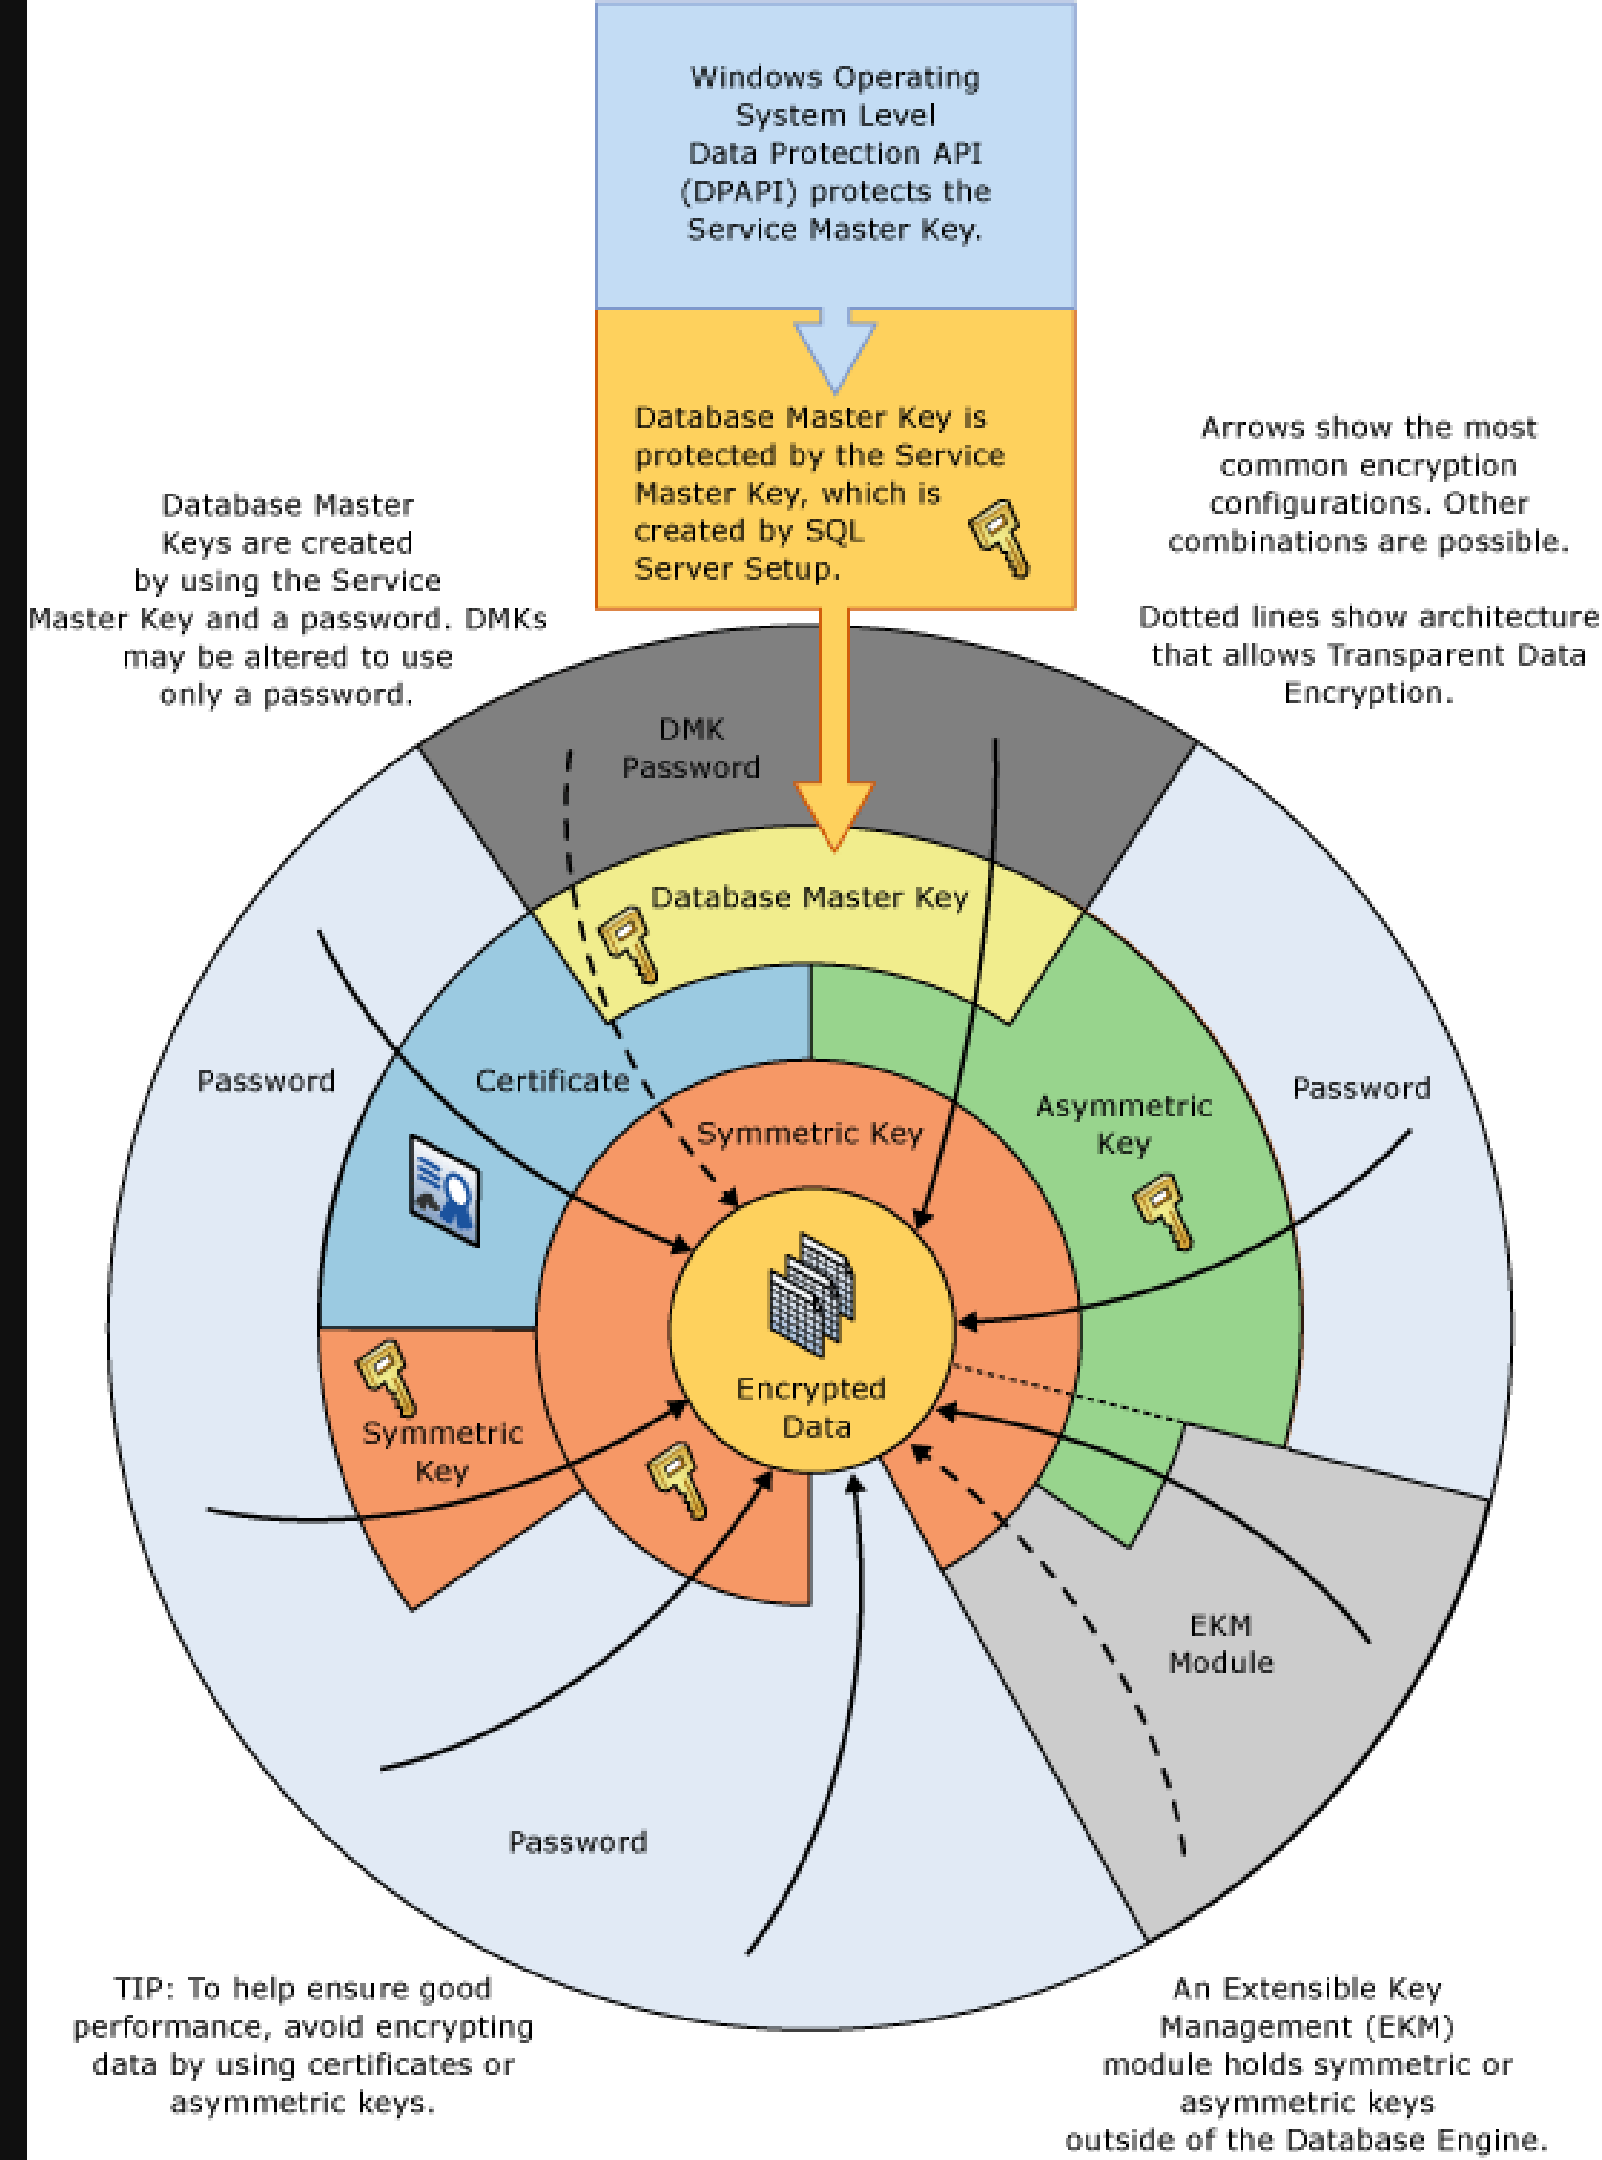 Windows Operating
System Level
Data Protection API
(DPAPI) protects the
Service Master Key.
Database Master Key is
protected by the Service
Master Key, which is
created by SQL
Server Setup.
Database Master
Keys are created
by using the Service
Master Key and a password. DMKs
may be altered to use
only a password.
Arrows show the most
common encryption
configurations. Other
combinations are possible.
Dotted lines show architecture
that allows Transparent Data
Encryption.
DMK
Password
Database Master Key
Password
Certificate
Symmetric Key
Asymmetric
Key
Password
Encrypted
Data
Symmetric
Key
EKM
Module
Password
TIP: To help ensure good
performance, avoid encrypting
data by using certificates or
asymmetric keys.
An Extensible Key
Management (EKM)
module holds symmetric or
asymmetric keys
outside of the Database Engine.